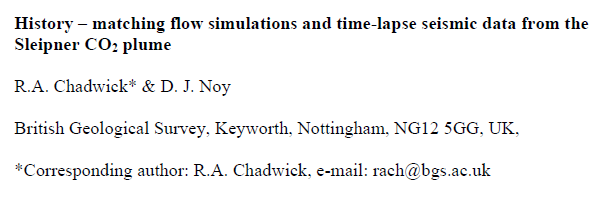 History – matching flow simulations and time-lapse seismic data from the
Sleipner CO₂ plume
R.A. Chadwick* & D. J. Noy
British Geological Survey, Keyworth, Nottingham, NG12 5GG, UK,
*Corresponding author: R.A. Chadwick, e-mail: rach@bgs.ac.uk